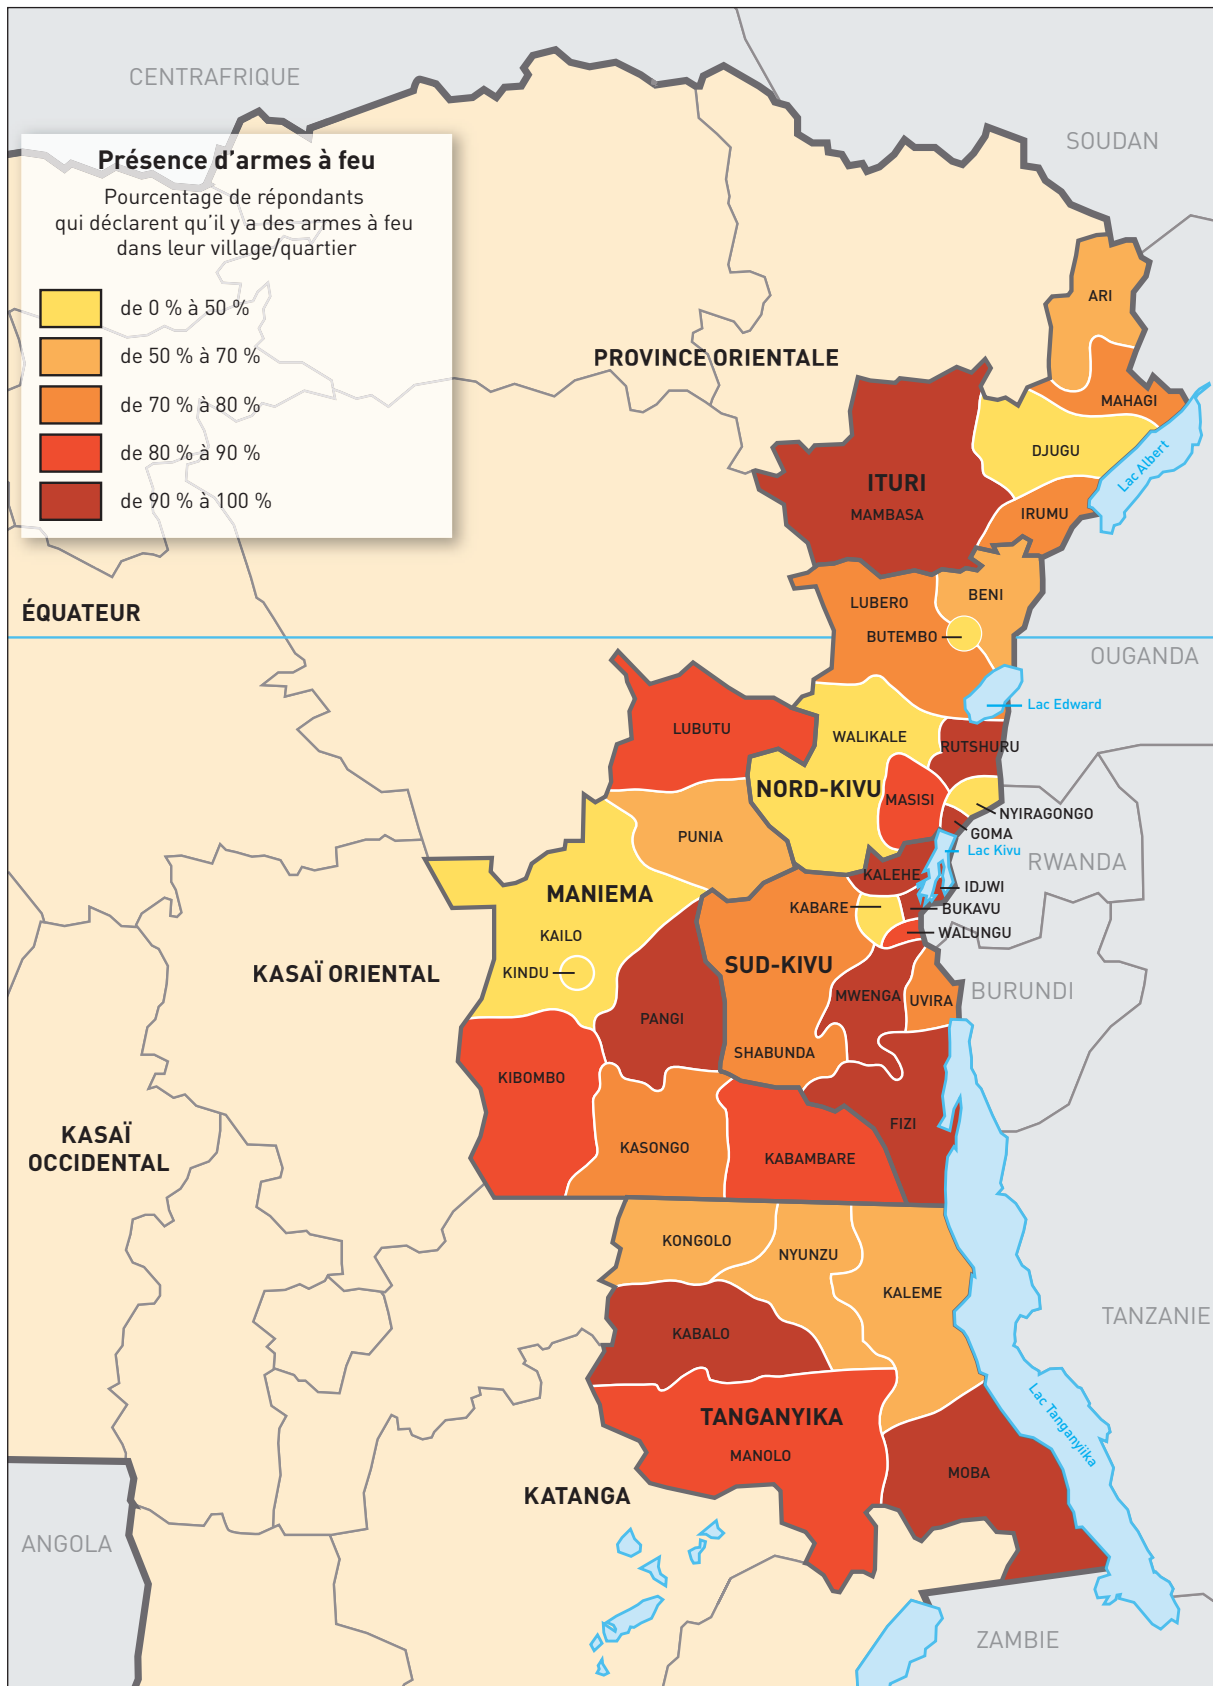 CENTRAFRIQUE
SOUDAN
Présence d'armes à feu
Pourcentage de répondants
qui déclarent qu'il y a des armes à feu
dans leur village/quartier
de 0 % à 50 %
de 50 % à 70 %
de 70 % à 80 %
de 80 % à 90 %
de 90 % à 100 %
PROVINCE ORIENTALE
ARI
MAHAGI
DJUGU
Lac Albert
ITURI
MAMBASA
IRUMU
ÉQUATEUR
LUBERO
BENI
BUTEMBO
OUGANDA
Lac Edward
LUBUTU
WALIKALE
RUTSHURU
NORD-KIVU
MASISI
NYIRAGONGO
GOMA
Lac Kivu
RWANDA
PUNIA
KALEHE
IDJWI
MANIEMA
KABARE
BUKAVU
WALUNGU
KAILO
KINDU
KASAÏ ORIENTAL
SUD-KIVU
MWENGA
UVIRA
BURUNDI
PANGI
SHABUNDA
KIBOMBO
KASAÏ
OCCIDENTAL
KASONGO
KABAMBARE
FIZI
KONGOLO
NYUNZU
KALEME
TANZANIE
KABALO
Lac Tanganyiika
TANGANYIKA
MANOLO
MOBA
KATANGA
ANGOLA
ZAMBIE